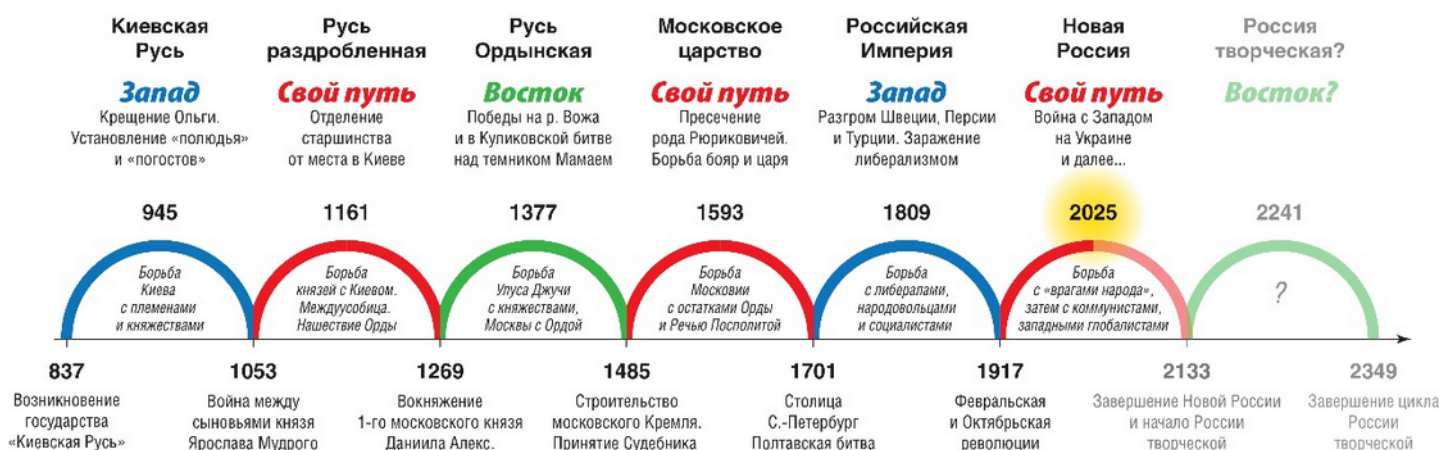 Киевская
Русь
Запад
Крещение Ольги.
Установление «полюдья»
и «погостов»
945
Борьба
Киева
с племенами
и княжествами
Русь
раздробленная
Свой путь
Отделение
старшинства
от места в Киеве
1161
Борьба
князей с Киевом.
Междуусобица.
Нашествие Орды
Русь
Ордынская
Восток
Победы на р. Вожа
и в Куликовской битве
над темником Мамаем
1377
Борьба
Улуса Джучи
с княжествами,
Москвы с Ордой
Московское
царство
Свой путь
Пресечение
рода Рюриковичей.
Борьба бояр и царя
1593
Борьба
Московии
с остатками Орды
и Речью Посполитой
Российская
Империя
Запад
Разгром Швеции, Персии
и Турции. Заражение
либерализмом
1809
Борьба
с либералами,
народовольцами
и социалистами
Новая
Россия
Свой путь
Война с Западом
на Украине
и далее...
2025
Борьба
с «врагами народа»,
затем с коммунистами,
западными глобалистами
Россия
творческая?
Восток?
2241
?
837
Возникновение
государства
«Киевская Русь»
1053
Война между
сыновьями князя
Ярослава Мудрого
1269
Вокняжение
1-го московского князя
Даниила Алекс.
1485
Строительство
московского Кремля.
Принятие Судебника
1701
Столица
С.-Петербург
Полтавская битва
1917
Февральская
и Октябрьская
революции
2133
Завершение Новой России
и начало России
творческой
2349
Завершение цикла
России
творческой